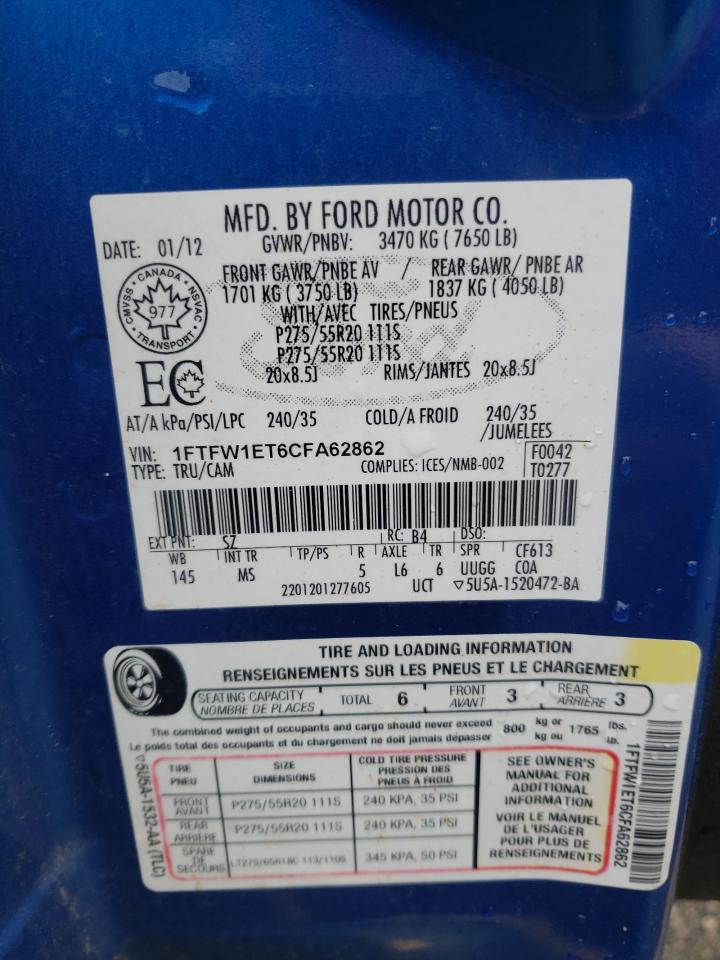 MFD. BY FORD MOTOR CO.
DATE: 01/12 GVWR/PNBV: 3470 KG ( 7650 LB)
FRONT GAWR/PNBE AV / REAR GAWR/ PNBE AR
1701 KG ( 3750 LB) 1837 KG ( 4050 LB)
WITH/AVEC TIRES/PNEUS
P275/55R20 111S
P275/55R20 111S
20x8.5J RIMS/JANTES 20x8.5J
CMVSS · CANADA · NSVAC
977
TRANSPORT
EC
AT/A kPa/PSI/LPC 240/35 COLD/A FROID 240/35
/JUMELEES
VIN: 1FTFW1ET6CFA62862 F0042
TYPE: TRU/CAM COMPLIES: ICES/NMB-002 T0277
EXT PNT: SZ RC: B4 DSO:
WB INT TR TP/PS R AXLE TR SPR CF613
145 MS 5 L6 6 UUGG COA
2201201277605 UCT ▽5U5A-1520472-BA
TIRE AND LOADING INFORMATION
RENSEIGNEMENTS SUR LES PNEUS ET LE CHARGEMENT
SEATING CAPACITY TOTAL 6 FRONT 3 REAR 3
NOMBRE DE PLACES AVANT ARRIÈRE
The combined weight of occupants and cargo should never exceed 800 kg or 1765 lbs.
Le poids total des occupants et du chargement ne doit jamais dépasser kg ou lb.
TIRE SIZE COLD TIRE PRESSURE
PNEU DIMENSIONS PRESSION DES PNEUS À FROID
FRONT AVANT P275/55R20 111S 240 KPA, 35 PSI
REAR ARRIÈRE P275/55R20 111S 240 KPA, 35 PSI
SPARE DE SECOURS LT275/65R18C 113/110S 345 KPA, 50 PSI
SEE OWNER'S
MANUAL FOR
ADDITIONAL
INFORMATION
VOIR LE MANUEL
DE L'USAGER
POUR PLUS DE
RENSEIGNEMENTS
▽5U5A-1532-AA (TLC)
1FTFW1ET6CFA62862